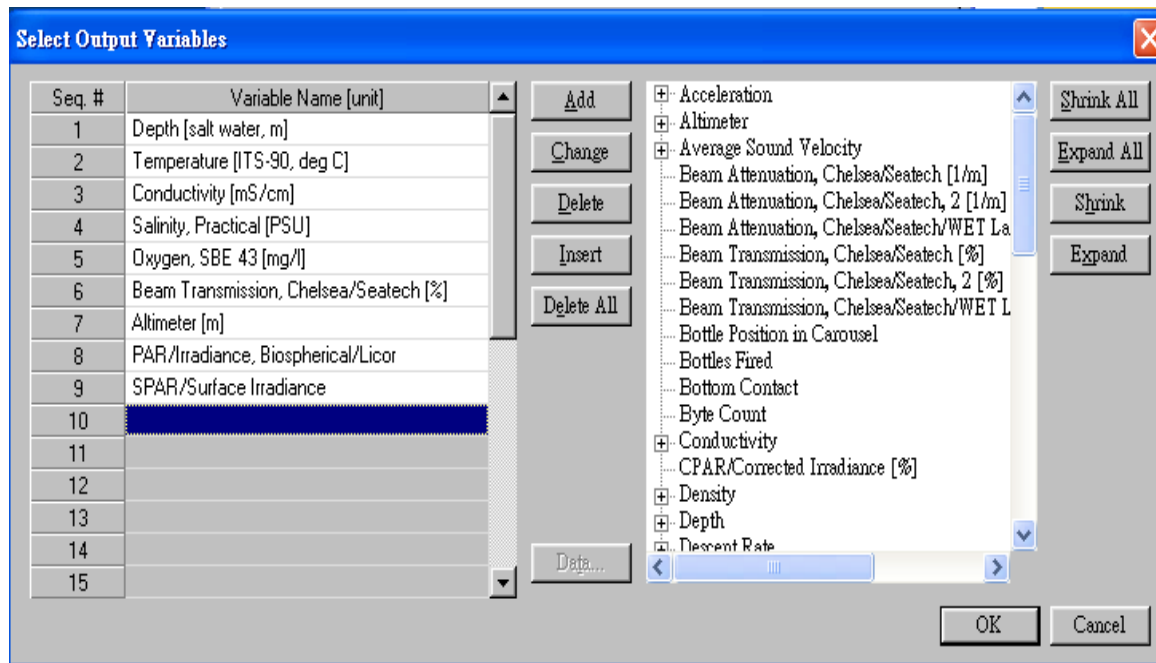 Select Output Variables
Seq. # Variable Name [unit]
1 Depth [salt water, m]
2 Temperature [ITS-90, deg C]
3 Conductivity [mS/cm]
4 Salinity, Practical [PSU]
5 Oxygen, SBE 43 [mg/l]
6 Beam Transmission, Chelsea/Seatech [%]
7 Altimeter [m]
8 PAR/Irradiance, Biospherical/Licor
9 SPAR/Surface Irradiance
10
11
12
13
14
15
Add
Change
Delete
Insert
Delete All
Data...
Acceleration
Altimeter
Average Sound Velocity
Beam Attenuation, Chelsea/Seatech [1/m]
Beam Attenuation, Chelsea/Seatech, 2 [1/m]
Beam Attenuation, Chelsea/Seatech/WET La
Beam Transmission, Chelsea/Seatech [%]
Beam Transmission, Chelsea/Seatech, 2 [%]
Beam Transmission, Chelsea/Seatech/WET L
Bottle Position in Carousel
Bottles Fired
Bottom Contact
Byte Count
Conductivity
CPAR/Corrected Irradiance [%]
Density
Depth
Descent Rate
Shrink All
Expand All
Shrink
Expand
OK
Cancel